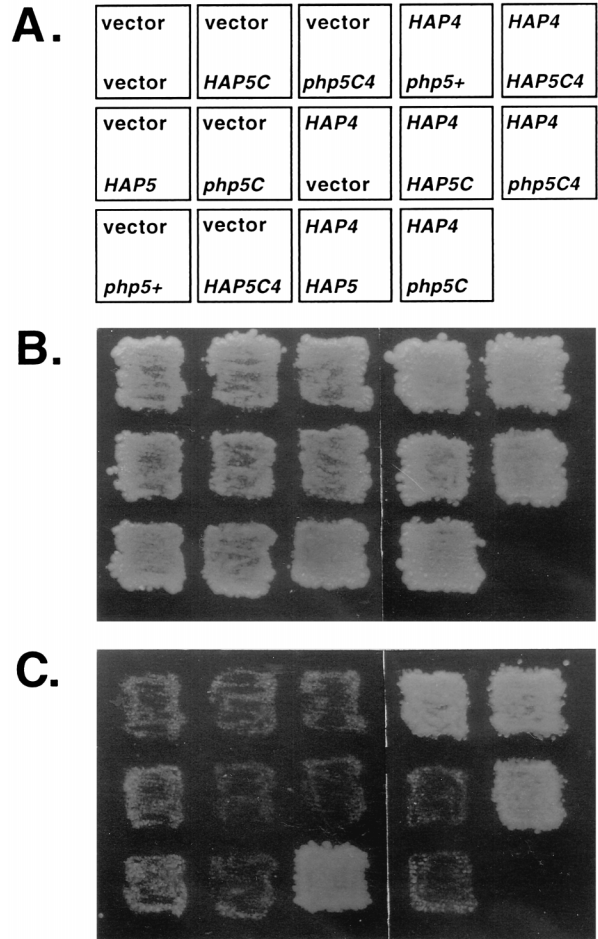 A.
vector
vector
vector
HAP4
HAP4
vector
HAP5C
php5C4
php5+
HAP5C4
vector
vector
HAP4
HAP4
HAP4
HAP5
php5C
vector
HAP5C
php5C4
vector
vector
HAP4
HAP4
php5+
HAP5C4
HAP5
php5C
B.
C.